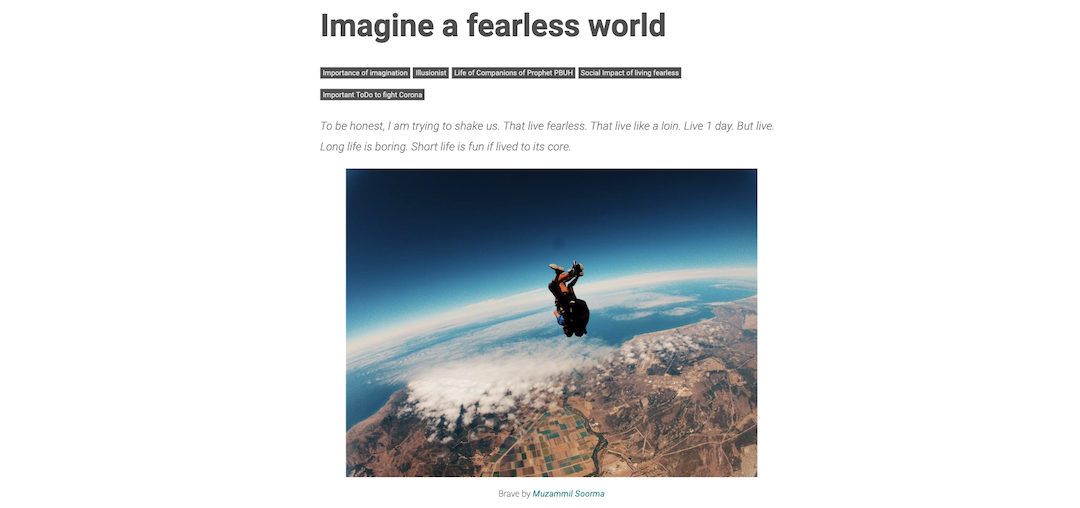 Imagine a fearless world
Importance of imagination Illusionist Life of Companions of Prophet PBUH Social Impact of living fearless
Important ToDo to fight Corona
To be honest, I am trying to shake us. That live fearless. That live like a loin. Live 1 day. But live.
Long life is boring. Short life is fun if lived to its core.
Brave by Muzammil Soorma